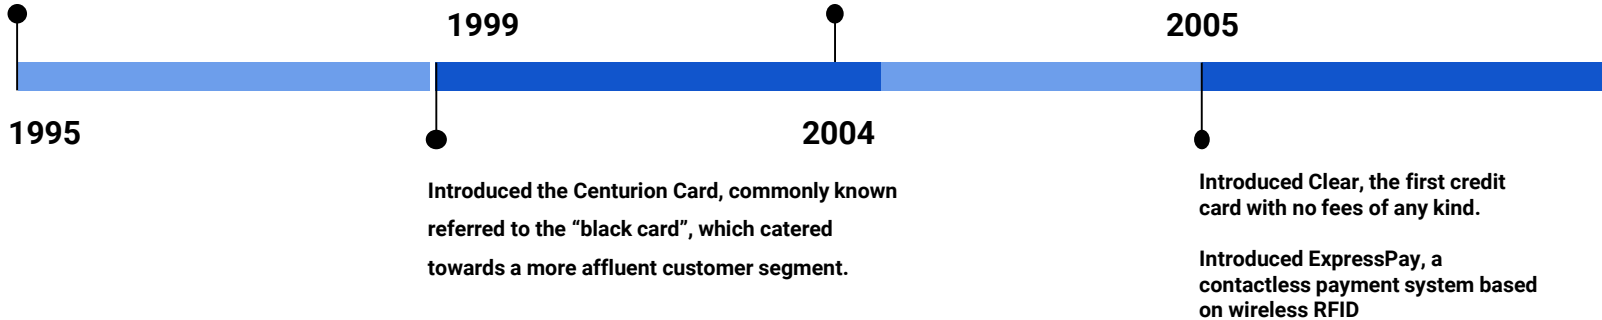 1999
2005
1995
2004
Introduced the Centurion Card, commonly known
referred to the “black card”, which catered
towards a more affluent customer segment.
Introduced Clear, the first credit
card with no fees of any kind.
Introduced ExpressPay, a
contactless payment system based
on wireless RFID